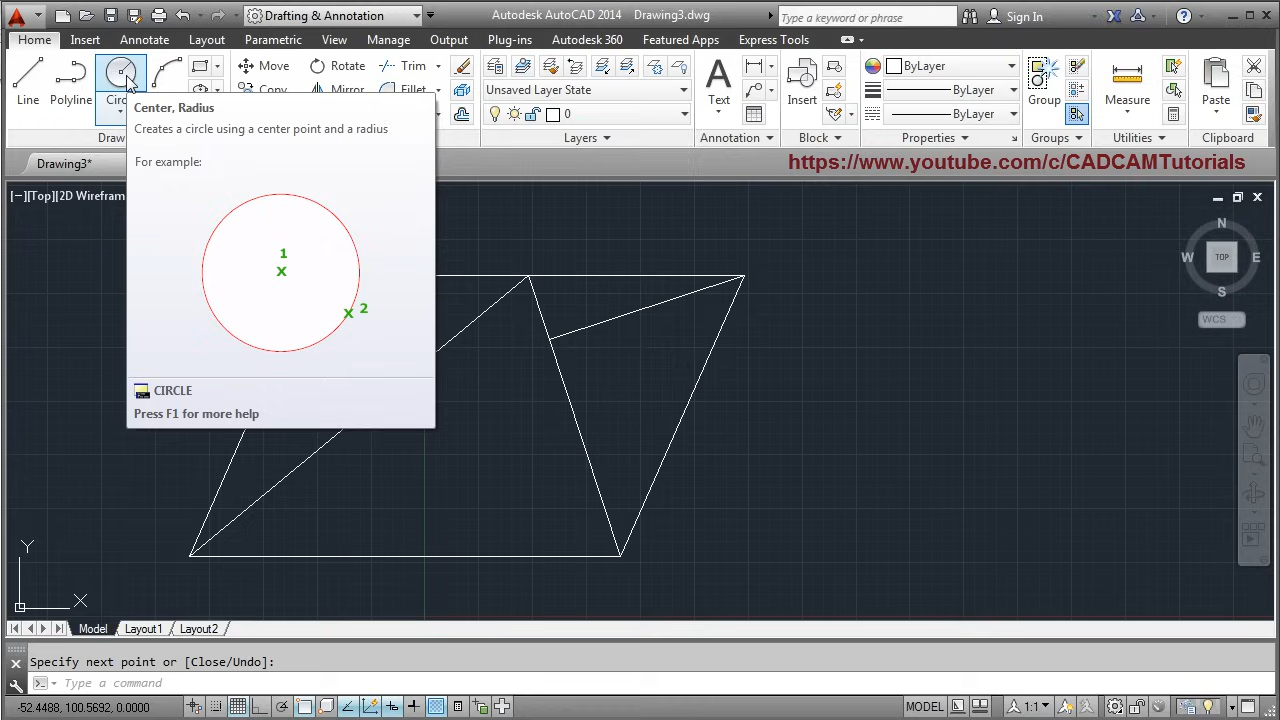 Drafting & Annotation
Autodesk AutoCAD 2014 Drawing3.dwg
Type a keyword or phrase
Sign In
Home Insert Annotate Layout Parametric View Manage Output Plug-ins Autodesk 360 Featured Apps Express Tools
Line Polyline
Move Rotate Trim
Unsaved Layer State
0
Layers
Text
Annotation
Insert
Block
ByLayer
ByLayer
ByLayer
Properties
Group
Groups
Measure
Utilities
Paste
Clipboard
Drawing3*
https://www.youtube.com/c/CADCAMTutorials
Center, Radius
Creates a circle using a center point and a radius
For example:
1
x
x 2
CIRCLE
Press F1 for more help
[−][Top][2D Wirefram
N
W TOP E
S
WCS
Y
X
Model Layout1 Layout2
Specify next point or [Close/Undo]:
Type a command
-52.4488, 100.5692, 0.0000
MODEL
1:1